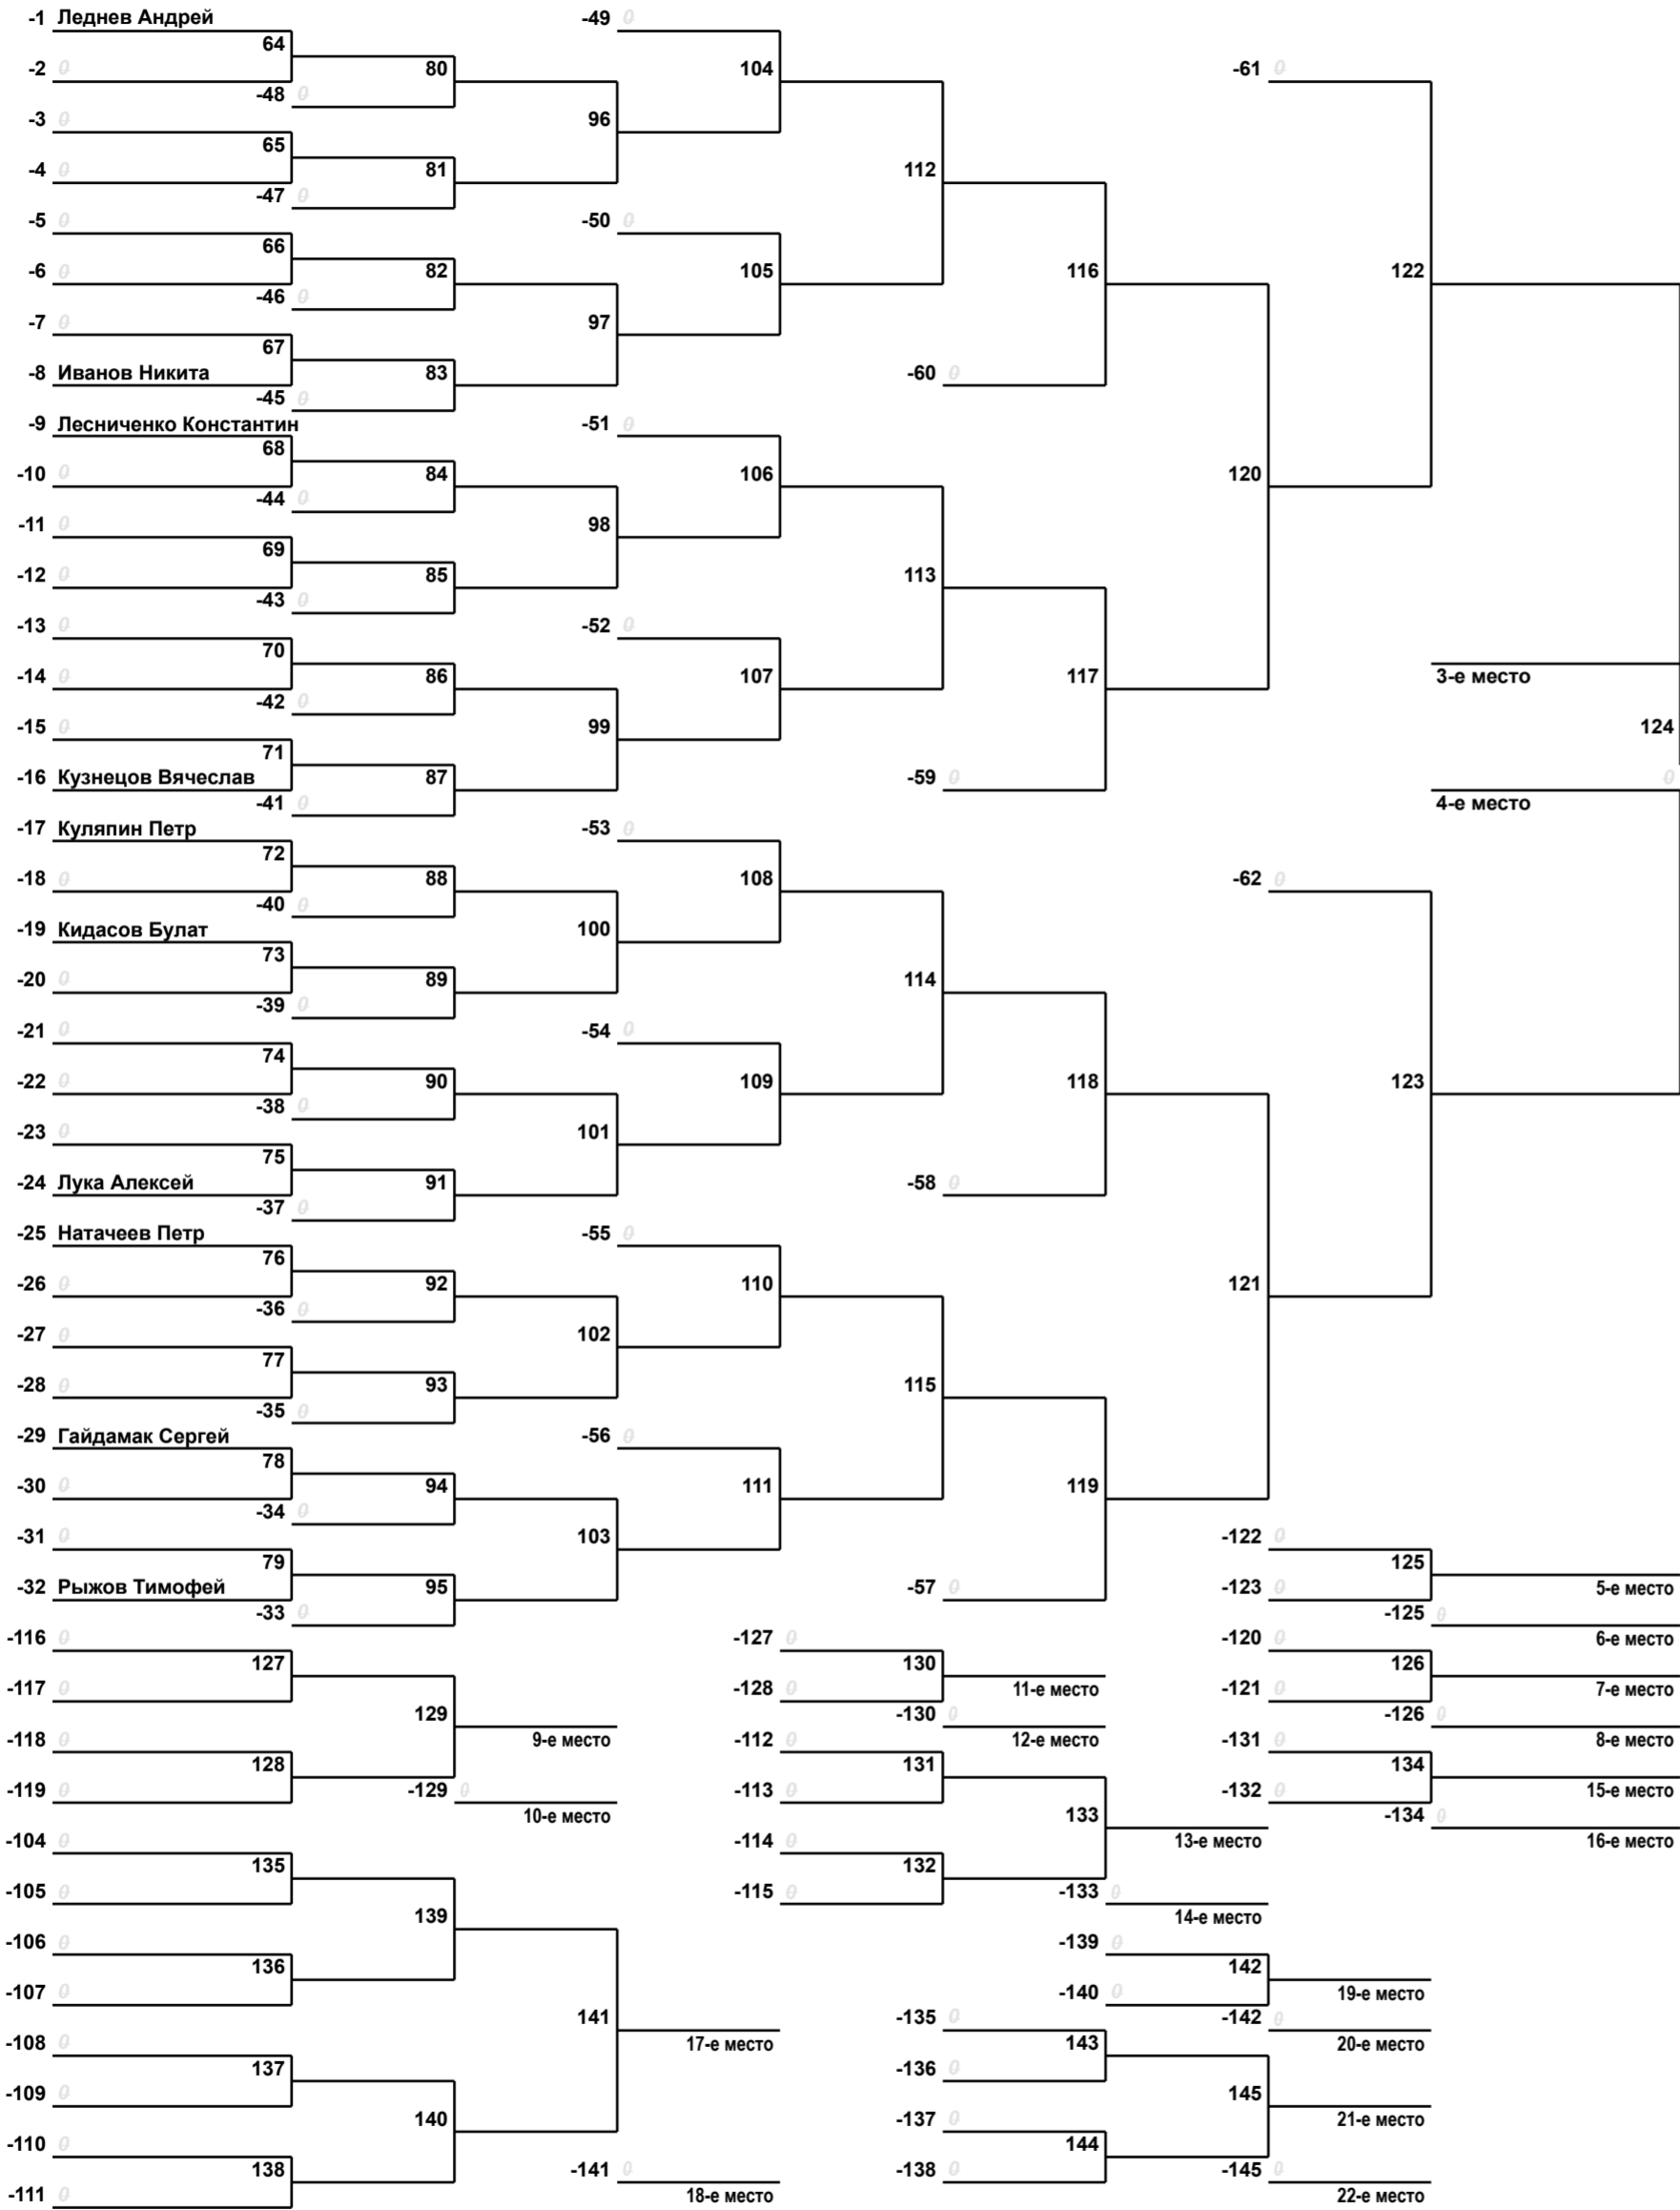 -1 Леднев Андрей -49 0
64
-2 0 80 104 -61 0
-48 0
-3 0 96
65
-4 0 81 112
-47 0
-5 0 -50 0
66
-6 0 82 105 116 122
-46 0
-7 0 97
67
-8 Иванов Никита 83 -60 0
-45 0
-9 Лесниченко Константин -51 0
68
-10 0 84 106 120
-44 0
-11 0 98
69
-12 0 85 113
-43 0
-13 0 -52 0
70
-14 0 86 107 117 3-е место
-42 0
-15 0 99 124
71
-16 Кузнецов Вячеслав 87 -59 0 0
-41 0 4-е место
-17 Куляпин Петр -53 0
72
-18 0 88 108 -62 0
-40 0
-19 Кидасов Булат 100
73
-20 0 89 114
-39 0
-21 0 -54 0
74
-22 0 90 109 118 123
-38 0
-23 0 101
75
-24 Лука Алексей 91 -58 0
-37 0
-25 Натачеев Петр -55 0
76
-26 0 92 110 121
-36 0
-27 0 102
77
-28 0 93 115
-35 0
-29 Гайдамак Сергей -56 0
78
-30 0 94 111 119
-34 0
-31 0 103 -122 0
79 125
-32 Рыжов Тимофей 95 -57 0 -123 0 5-е место
-33 0 -125 0
-116 0 -127 0 -120 0 6-е место
127 130 126
-117 0 -128 0 11-е место -121 0 7-е место
129 -130 0 -126 0
-118 0 9-е место -112 0 12-е место -131 0 8-е место
128 131 134
-119 0 -129 0 -113 0 -132 0 15-е место
10-е место 133 -134 0
-104 0 -114 0 13-е место 16-е место
135 132
-105 0 -115 0 -133 0
139 14-е место
-106 0 -139 0
136 142
-107 0 -140 0 19-е место
141 -135 0 -142 0
-108 0 17-е место 143 20-е место
137 -136 0
-109 0 145
140 -137 0 21-е место
-110 0 144
138 -141 0 -138 0 -145 0
-111 0 18-е место 22-е место